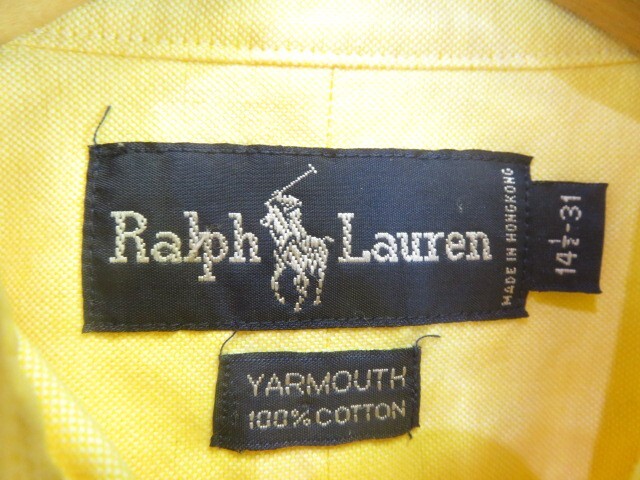 Ralph Lauren
MADE IN HONGKONG
14½-31
YARMOUTH
100% COTTON